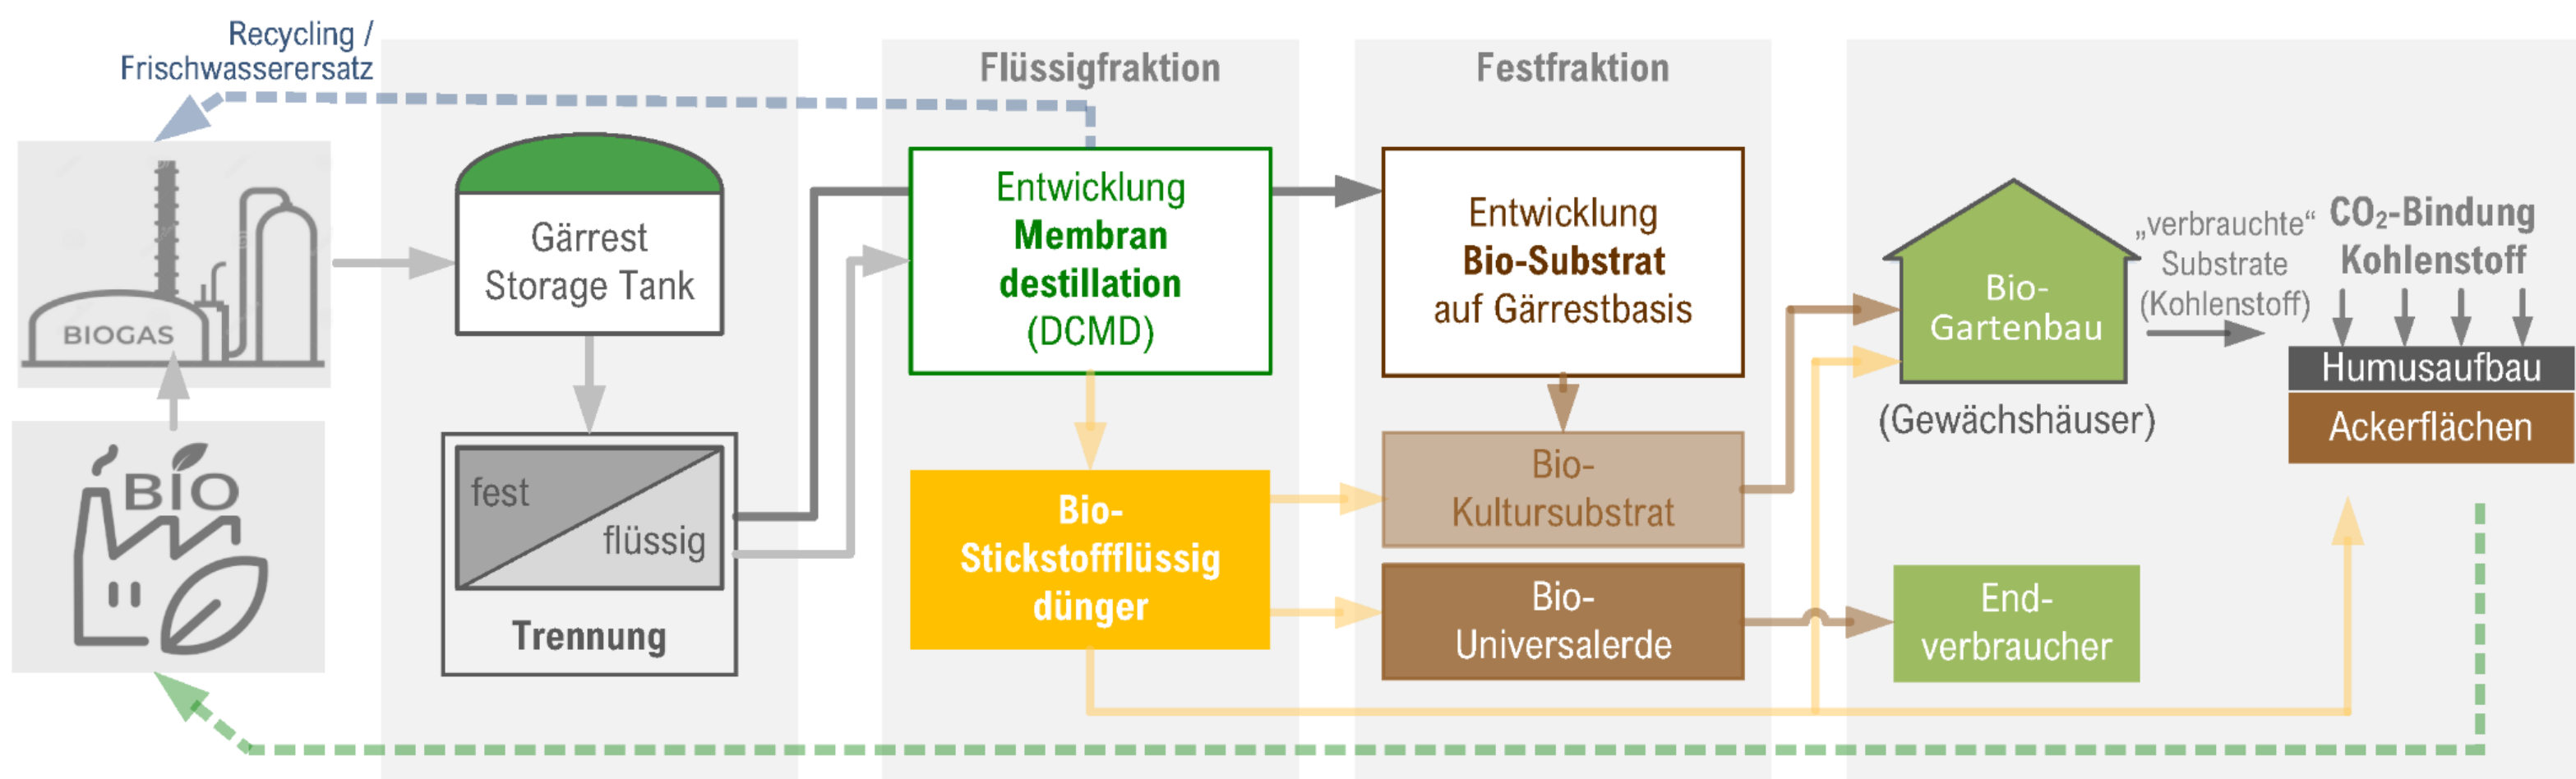 Recycling /
Frischwasserersatz
BIOGAS
BIO
Gärrest
Storage Tank
fest
flüssig
Trennung
Flüssigfraktion
Entwicklung
Membran
destillation
(DCMD)
Bio-
Stickstoffflüssig
dünger
Festfraktion
Entwicklung
Bio-Substrat
auf Gärrestbasis
Bio-
Kultursubstrat
Bio-
Universalerde
Bio-
Gartenbau
(Gewächshäuser)
End-
verbraucher
„verbrauchte“
Substrate
(Kohlenstoff)
CO₂-Bindung
Kohlenstoff
Humusaufbau
Ackerflächen